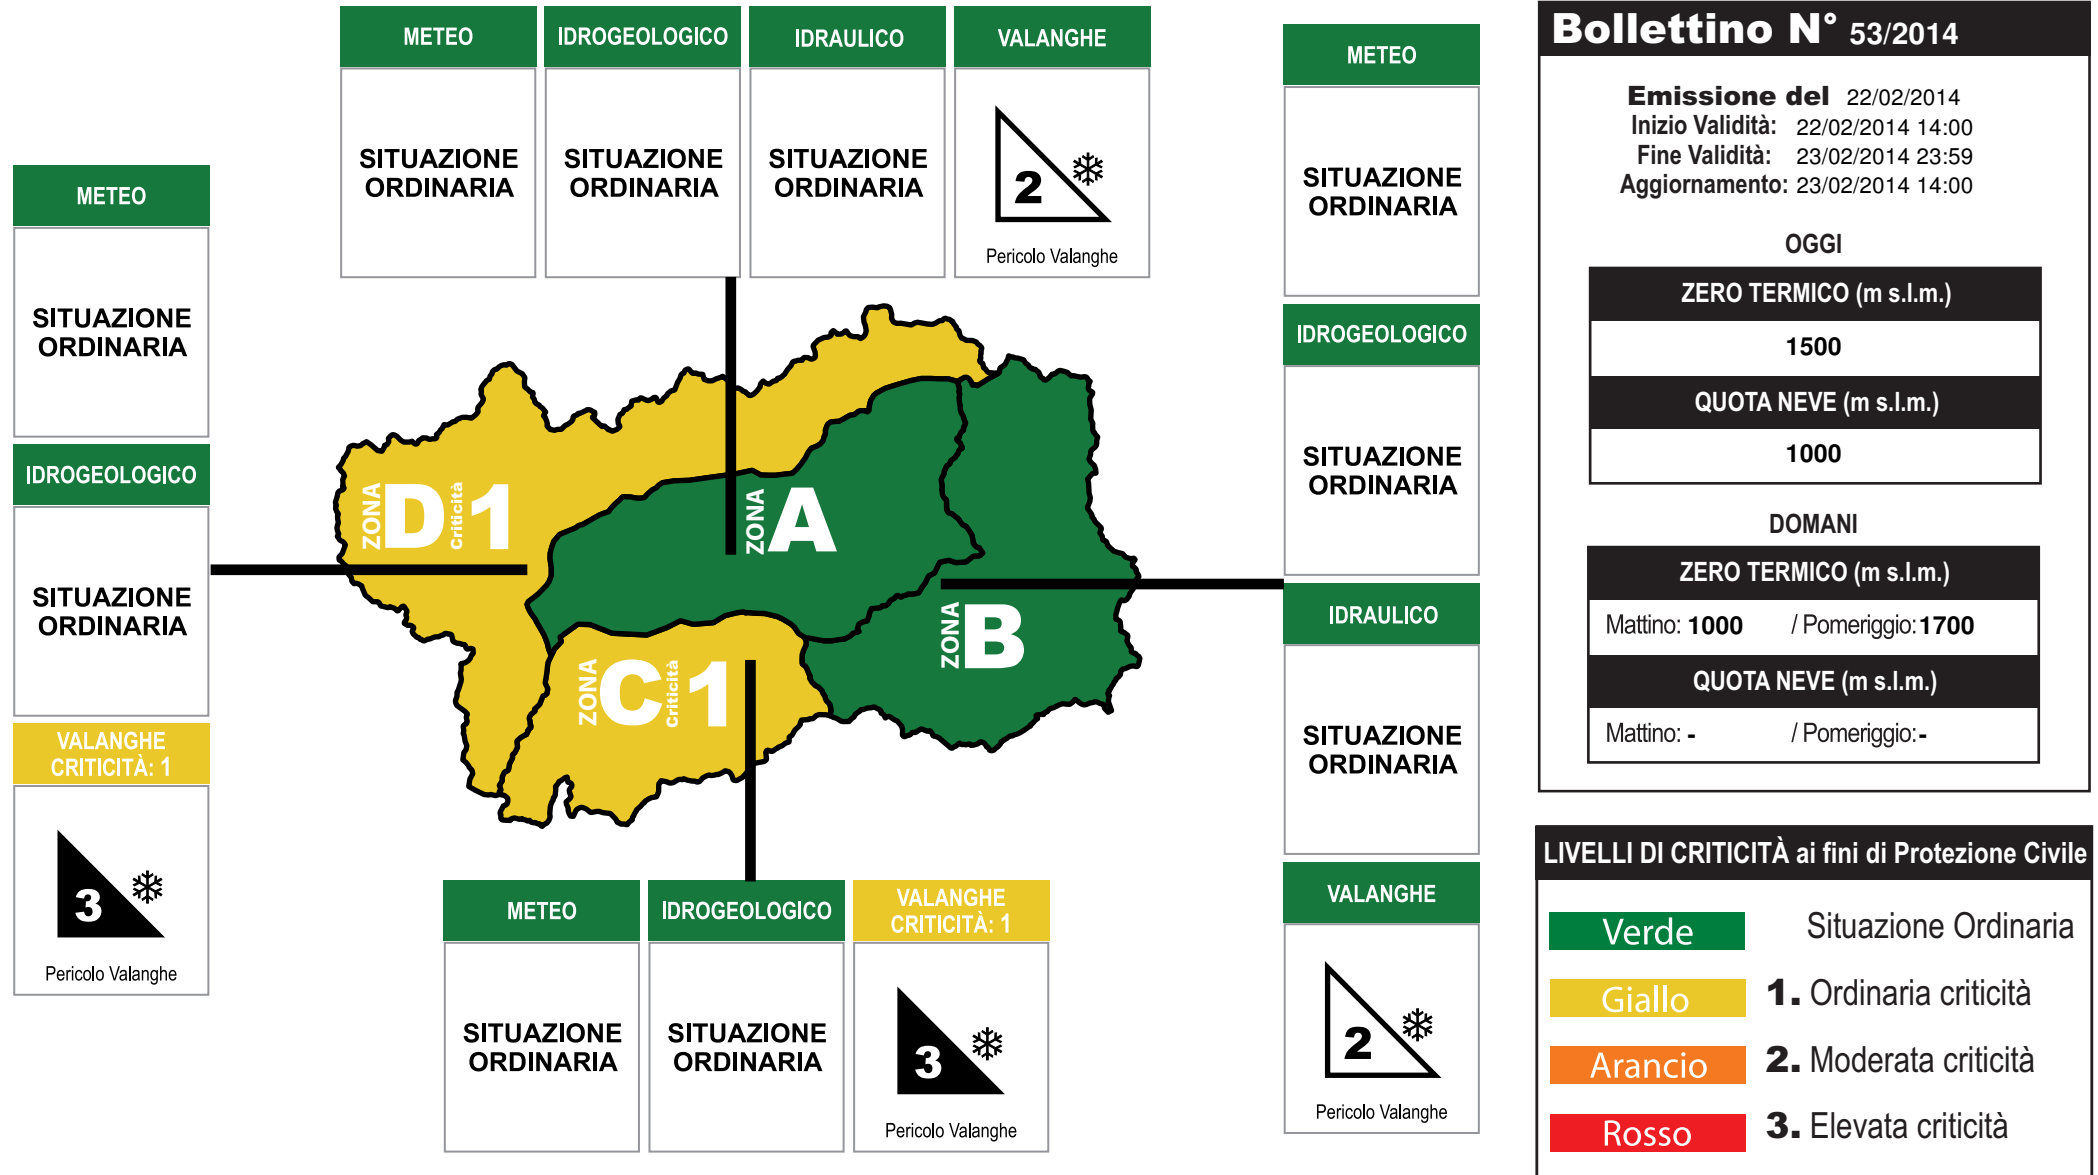 METEO
IDROGEOLOGICO
IDRAULICO
VALANGHE
SITUAZIONE
ORDINARIA
SITUAZIONE
ORDINARIA
SITUAZIONE
ORDINARIA
2
Pericolo Valanghe
METEO
SITUAZIONE
ORDINARIA
IDROGEOLOGICO
SITUAZIONE
ORDINARIA
VALANGHE
CRITICITÀ: 1
3
Pericolo Valanghe
ZONA D Criticità 1
ZONA A
ZONA B
ZONA C Criticità 1
METEO
IDROGEOLOGICO
VALANGHE
CRITICITÀ: 1
SITUAZIONE
ORDINARIA
SITUAZIONE
ORDINARIA
3
Pericolo Valanghe
METEO
SITUAZIONE
ORDINARIA
IDROGEOLOGICO
SITUAZIONE
ORDINARIA
IDRAULICO
SITUAZIONE
ORDINARIA
VALANGHE
2
Pericolo Valanghe
Bollettino N° 53/2014
Emissione del 22/02/2014
Inizio Validità: 22/02/2014 14:00
Fine Validità: 23/02/2014 23:59
Aggiornamento: 23/02/2014 14:00
OGGI
ZERO TERMICO (m s.l.m.)
1500
QUOTA NEVE (m s.l.m.)
1000
DOMANI
ZERO TERMICO (m s.l.m.)
Mattino: 1000 / Pomeriggio: 1700
QUOTA NEVE (m s.l.m.)
Mattino: - / Pomeriggio: -
LIVELLI DI CRITICITÀ ai fini di Protezione Civile
Verde Situazione Ordinaria
Giallo 1. Ordinaria criticità
Arancio 2. Moderata criticità
Rosso 3. Elevata criticità